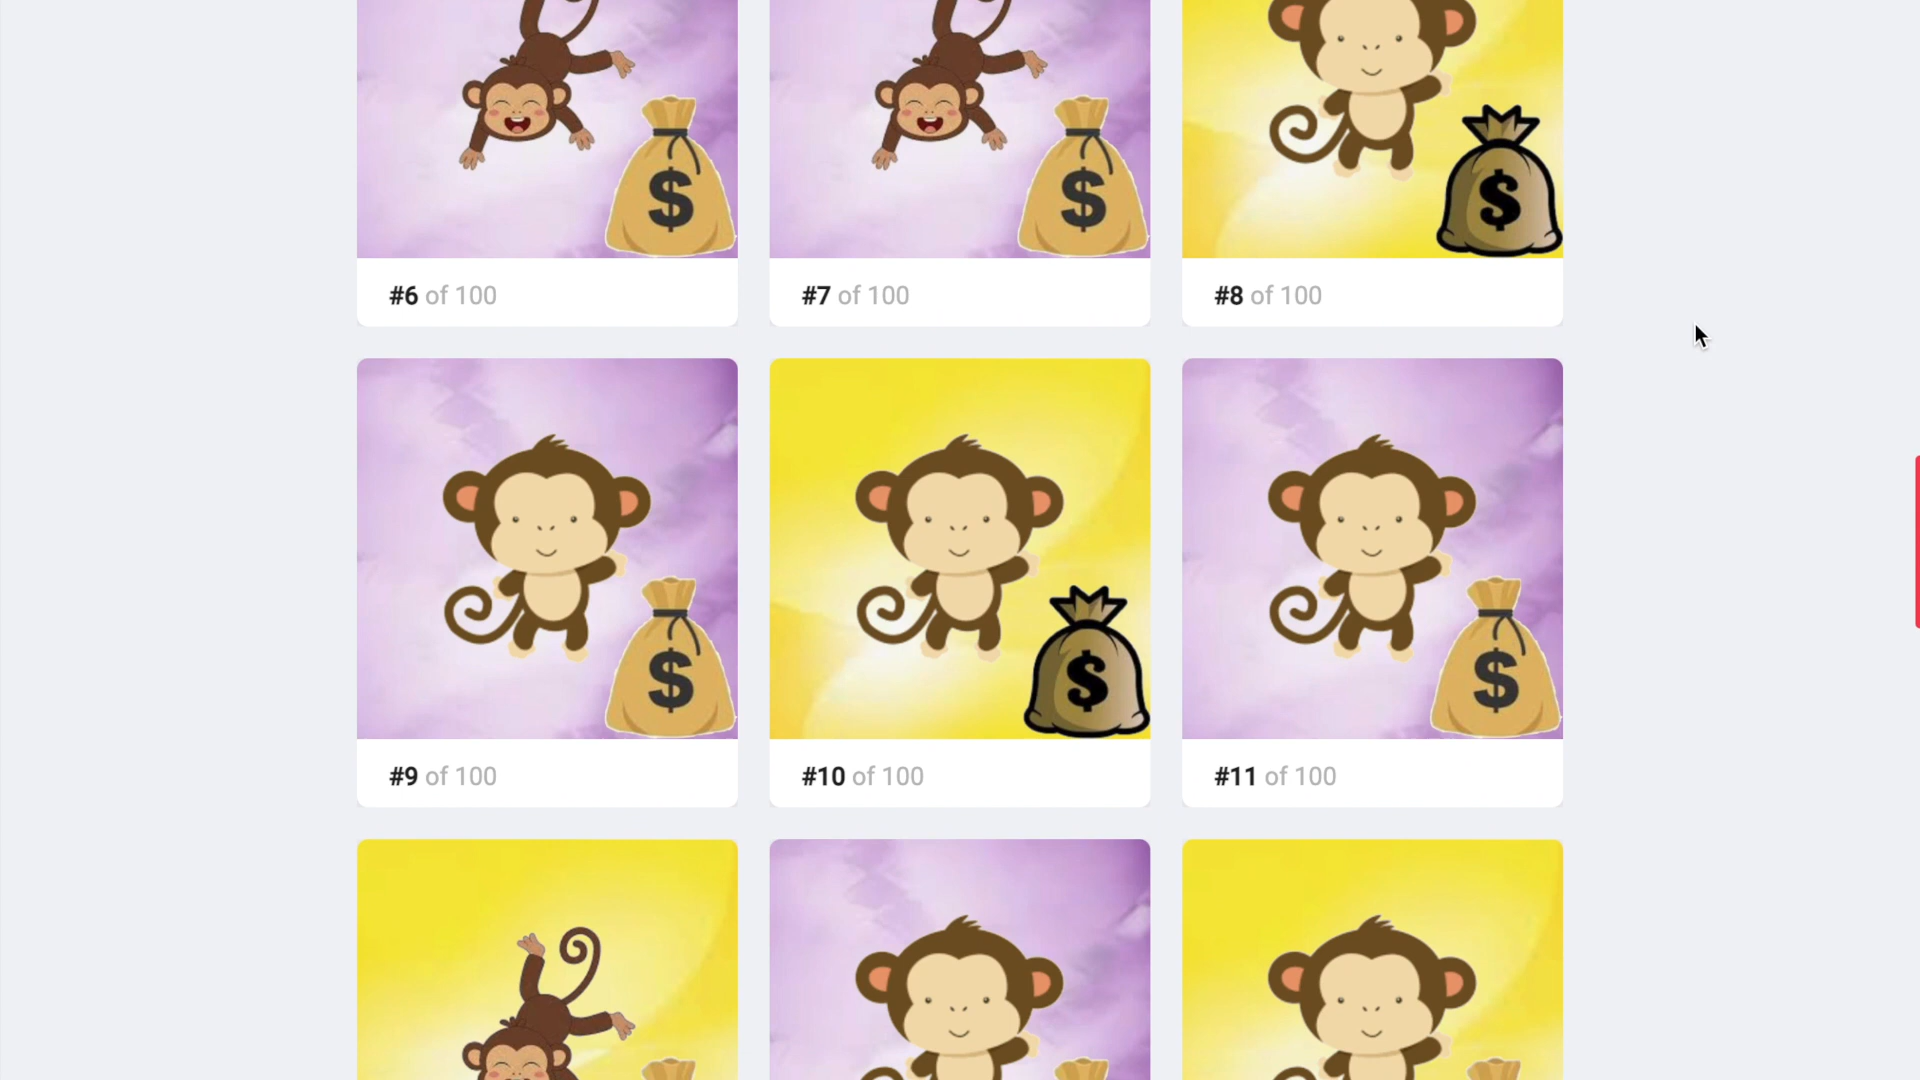 $ $ $
#6 of 100 #7 of 100 #8 of 100
$ $ $
#9 of 100 #10 of 100 #11 of 100